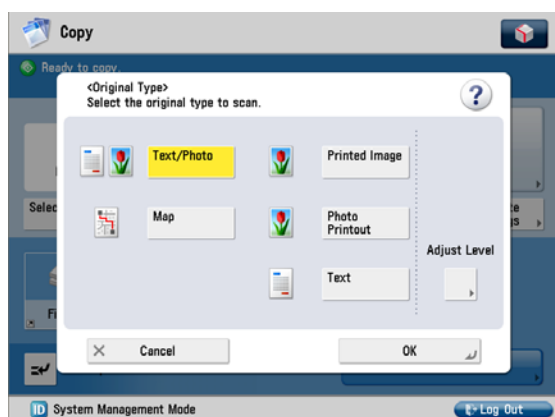 Copy
Ready to copy.
<Original Type>
Select the original type to scan.
?
Text/Photo
Printed Image
Map
Photo
Printout
Adjust Level
Text
Cancel
OK
ID System Management Mode
Log Out